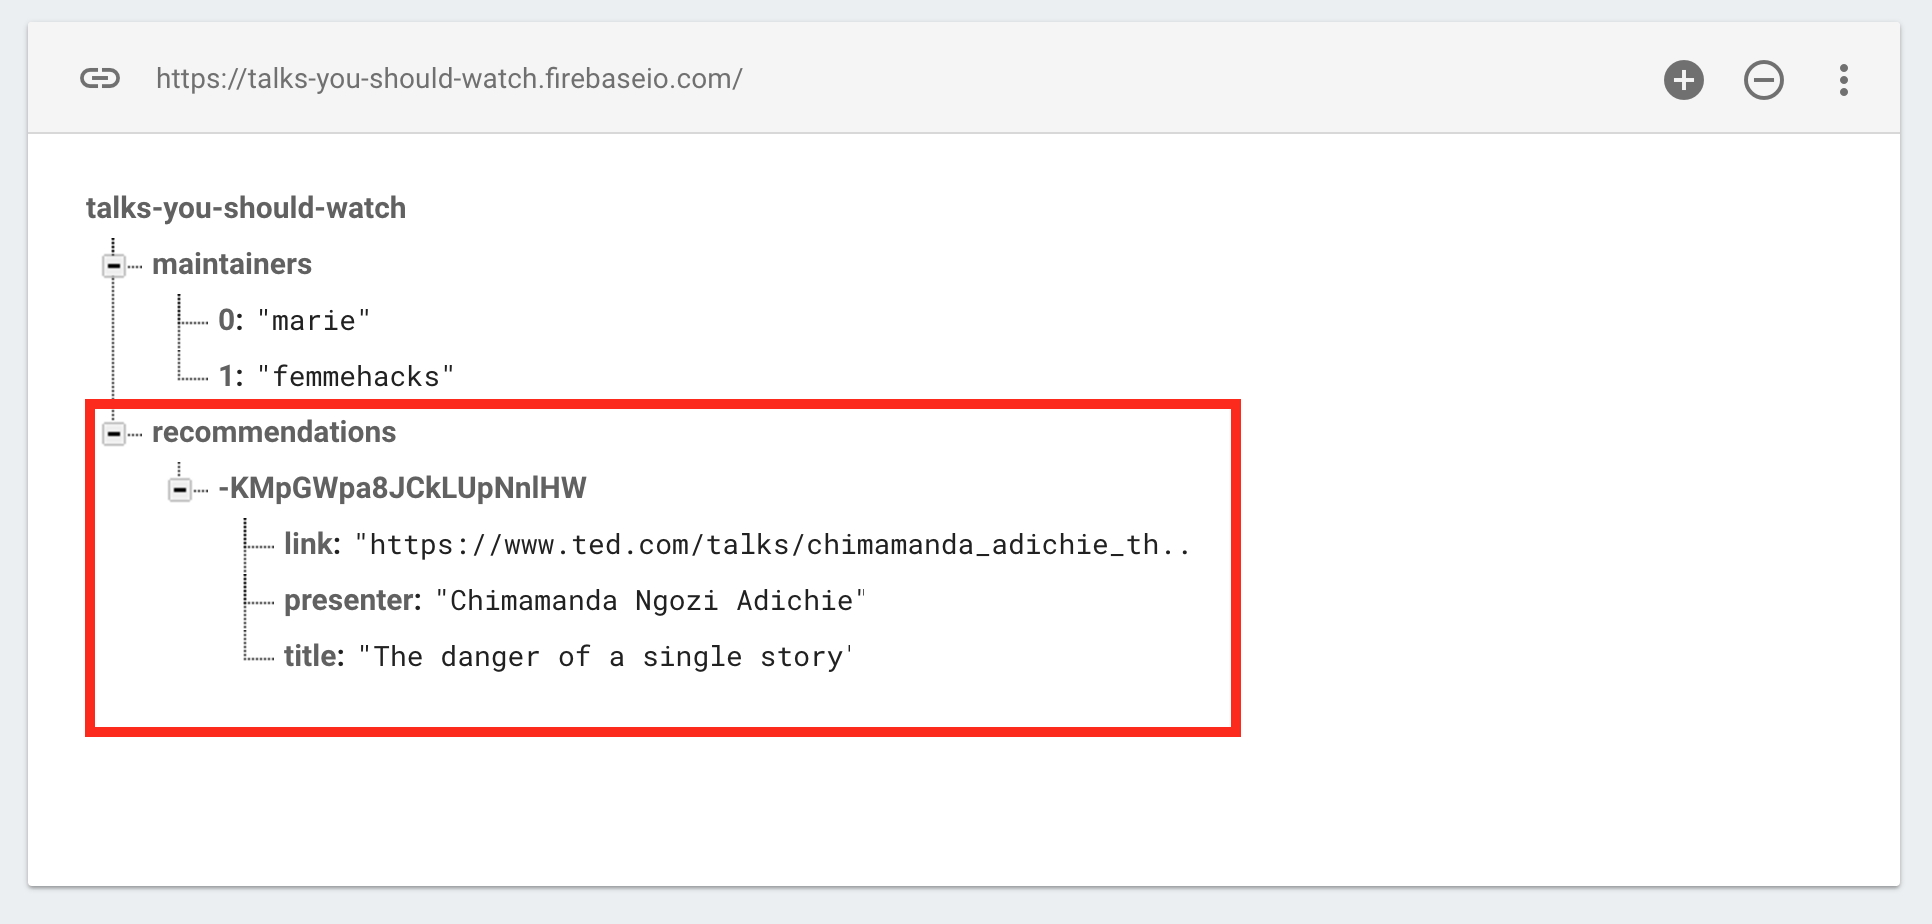 https://talks-you-should-watch.firebaseio.com/
talks-you-should-watch
maintainers
0: "marie"
1: "femmehacks"
recommendations
-KMpGWpa8JCkLUpNnlHW
link: "https://www.ted.com/talks/chimamanda_adichie_th..
presenter: "Chimamanda Ngozi Adichie"
title: "The danger of a single story'